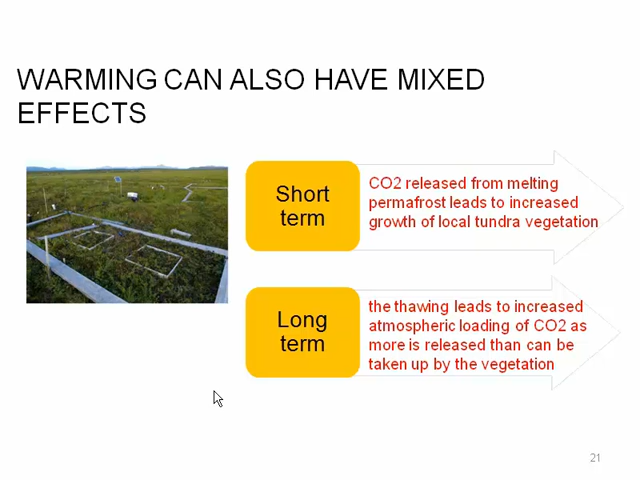 WARMING CAN ALSO HAVE MIXED
EFFECTS
Short
term
CO2 released from melting
permafrost leads to increased
growth of local tundra vegetation
Long
term
the thawing leads to increased
atmospheric loading of CO2 as
more is released than can be
taken up by the vegetation
21